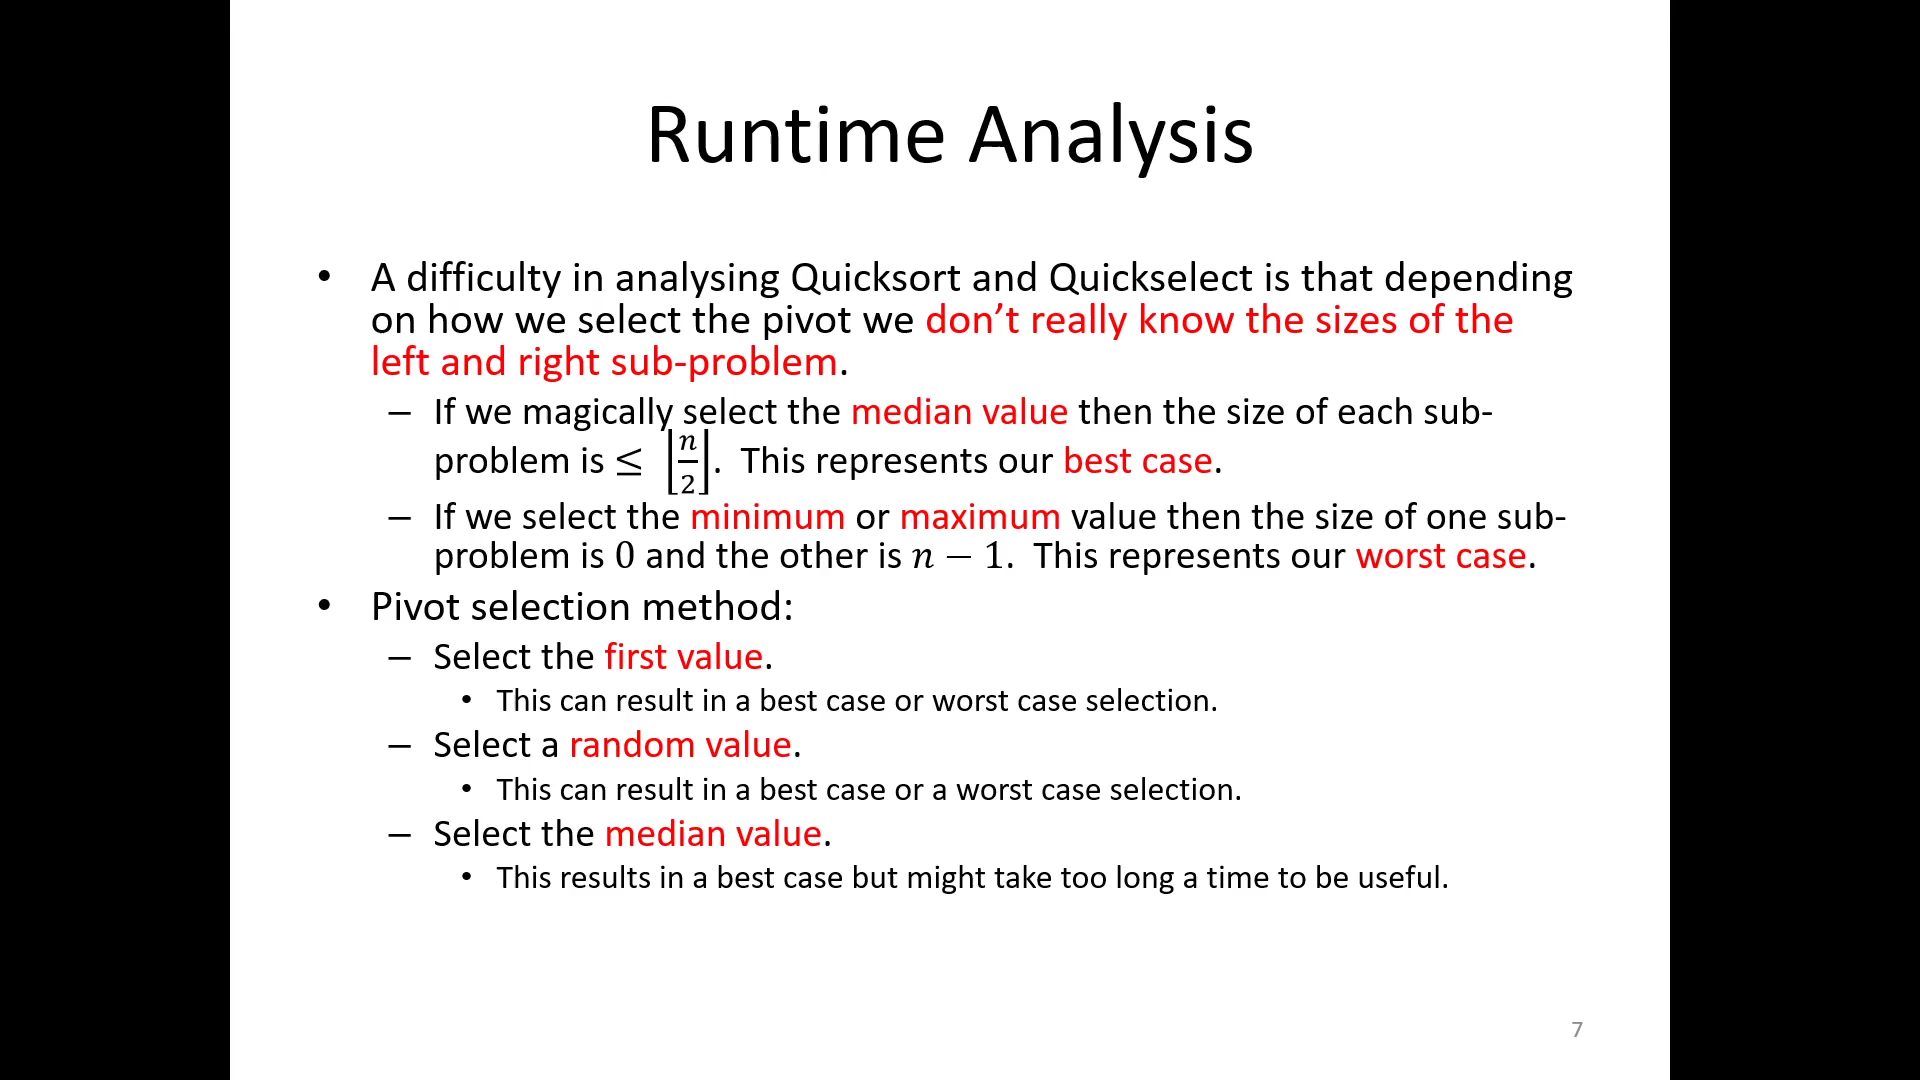 Runtime Analysis
• A difficulty in analysing Quicksort and Quickselect is that depending
on how we select the pivot we don’t really know the sizes of the
left and right sub-problem.
– If we magically select the median value then the size of each sub-
problem is ≤ ⌊n/2⌋. This represents our best case.
– If we select the minimum or maximum value then the size of one sub-
problem is 0 and the other is n − 1. This represents our worst case.
• Pivot selection method:
– Select the first value.
• This can result in a best case or worst case selection.
– Select a random value.
• This can result in a best case or a worst case selection.
– Select the median value.
• This results in a best case but might take too long a time to be useful.
7